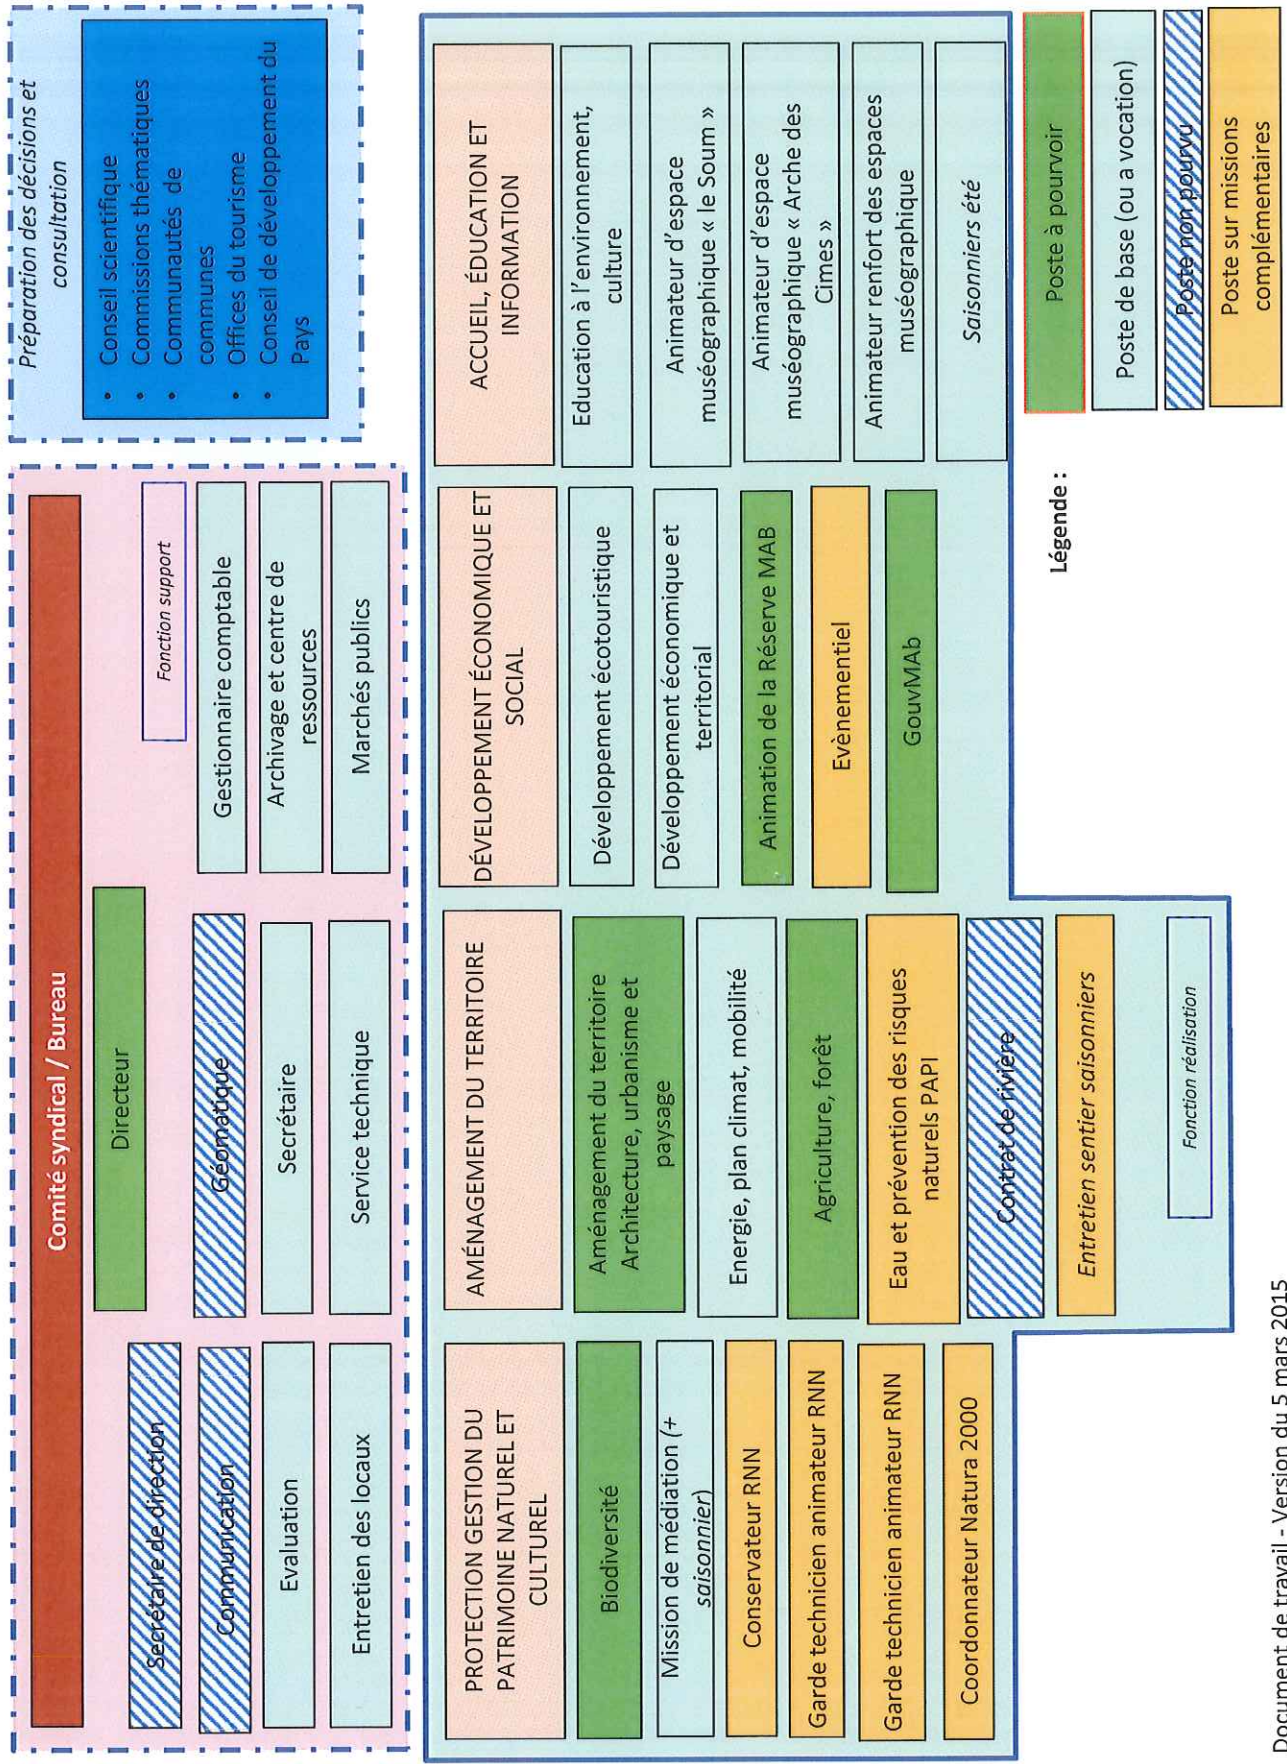 Comité syndical / Bureau
Directeur
Secrétaire de direction
Communication
Evaluation
Entretien des locaux
Géomatique
Secrétaire
Service technique
Fonction support
Gestionnaire comptable
Archivage et centre de
ressources
Marchés publics
Préparation des décisions et
consultation
• Conseil scientifique
• Commissions thématiques
• Communautés de
communes
• Offices du tourisme
• Conseil de développement du
Pays
PROTECTION GESTION DU
PATRIMOINE NATUREL ET
CULTUREL
Biodiversité
Mission de médiation (+
saisonnier)
Conservateur RNN
Garde technicien animateur RNN
Garde technicien animateur RNN
Coordonnateur Natura 2000
AMÉNAGEMENT DU TERRITOIRE
Aménagement du territoire
Architecture, urbanisme et
paysage
Energie, plan climat, mobilité
Agriculture, forêt
Eau et prévention des risques
naturels PAPI
Contrat de rivière
Entretien sentier saisonniers
Fonction réalisation
DÉVELOPPEMENT ÉCONOMIQUE ET
SOCIAL
Développement écotouristique
Développement économique et
territorial
Animation de la Réserve MAB
Evènementiel
GouvMAb
ACCUEIL, ÉDUCATION ET
INFORMATION
Education à l'environnement,
culture
Animateur d'espace
muséographique « le Soum »
Animateur d'espace
muséographique « Arche des
Cimes »
Animateur renfort des espaces
muséographique
Saisonniers été
Légende :
Poste à pourvoir
Poste de base (ou a vocation)
Poste non pourvu
Poste sur missions
complémentaires
Document de travail - Version du 5 mars 2015